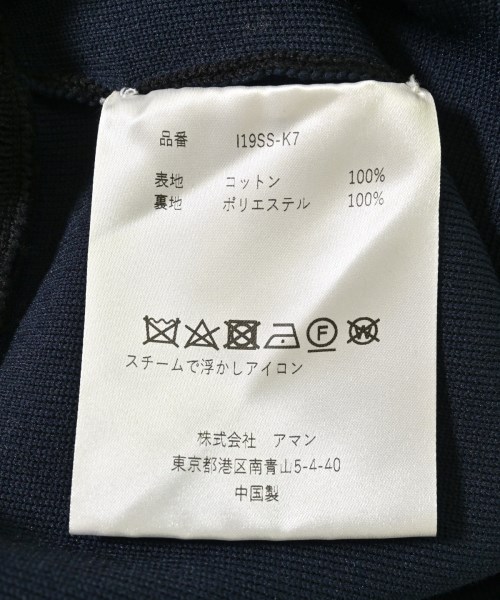 品番 I19SS-K7
表地 コットン 100%
裏地 ポリエステル 100%
F W
スチームで浮かしアイコン
株式会社 アマン
東京都港区南青山5-4-40
中国製